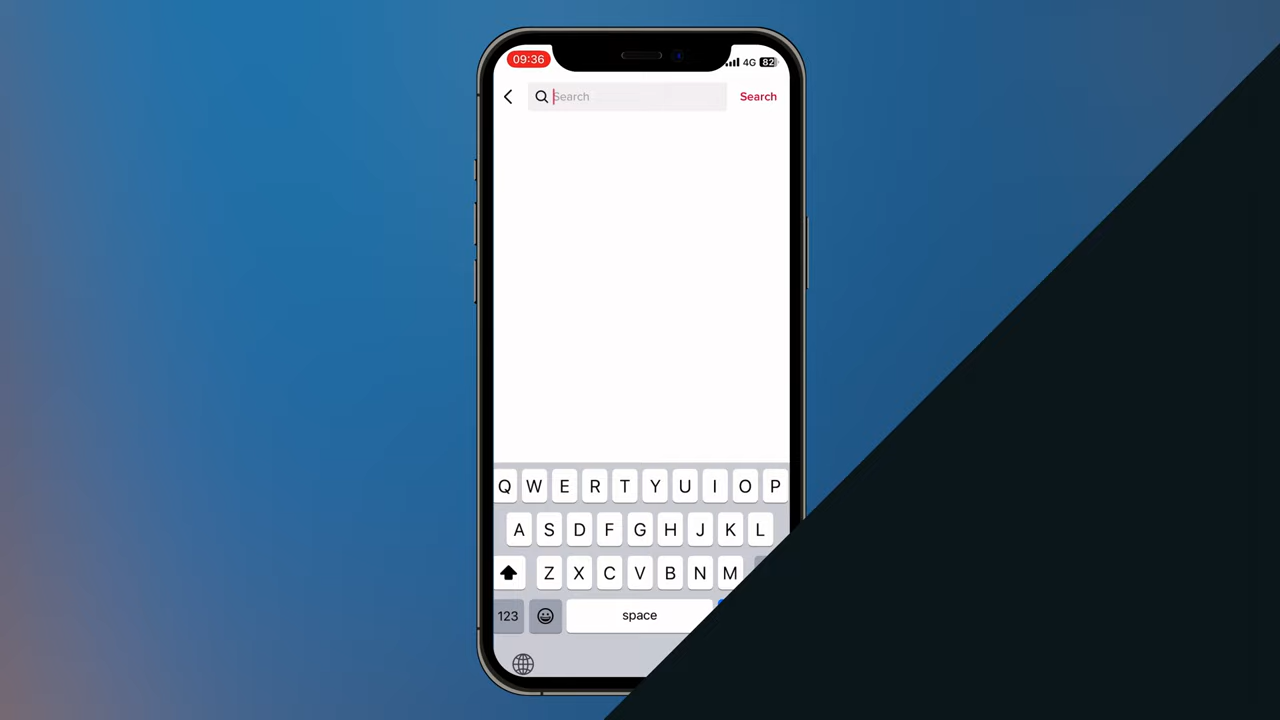 09:36 4G 82
Search Search
Q W E R T Y U I O P
A S D F G H J K L
Z X C V B N M
123 space